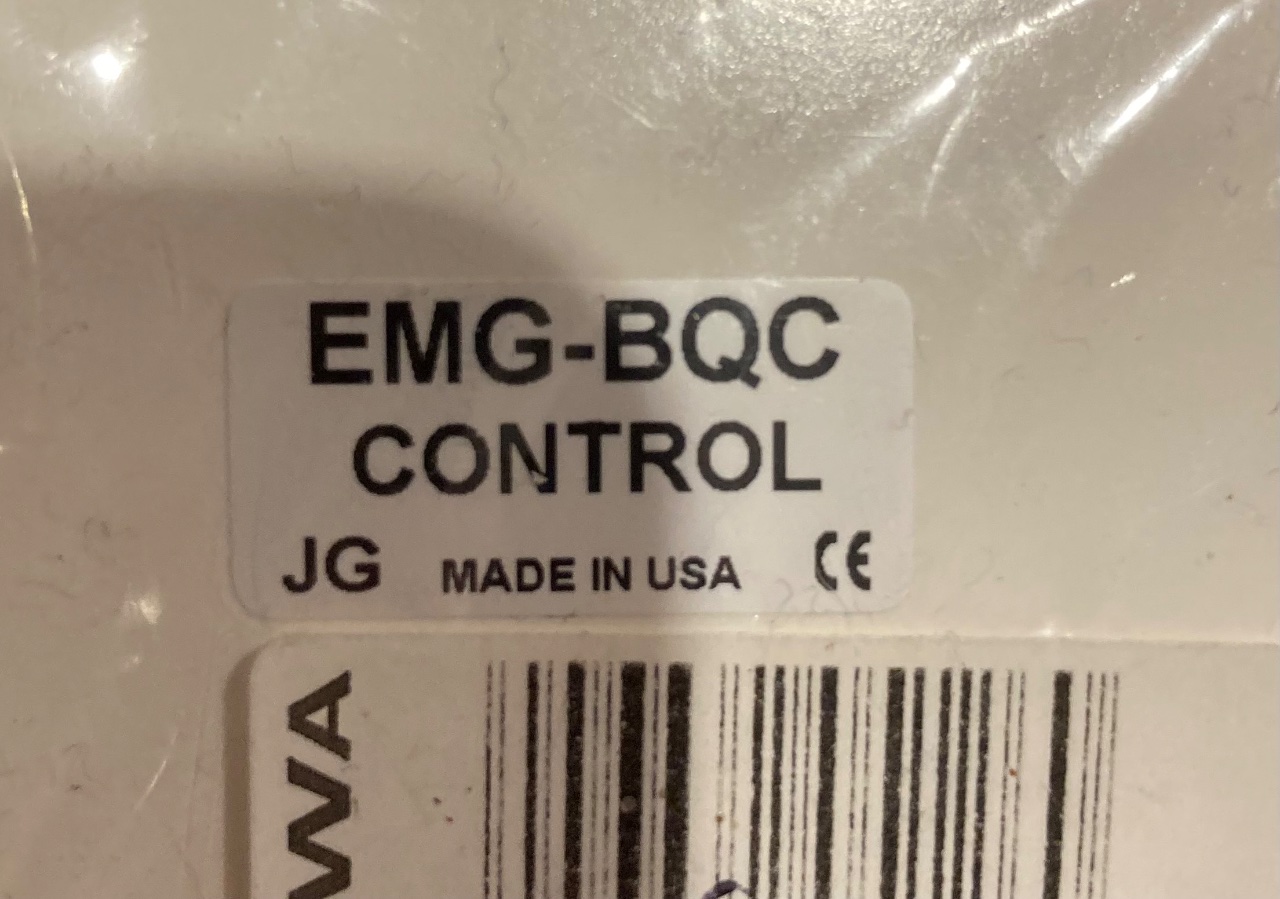 EMG-BQC
CONTROL
JG MADE IN USA CE
WA